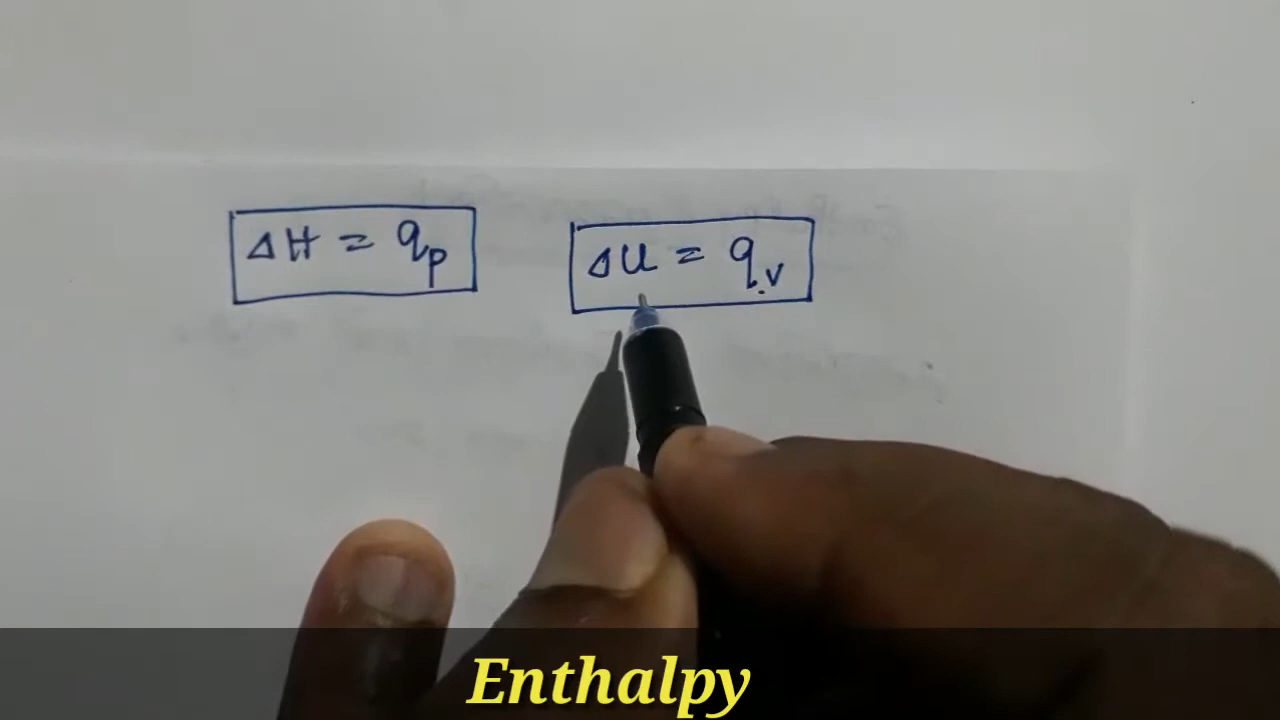 ΔH = qp
ΔU = qv
Enthalpy